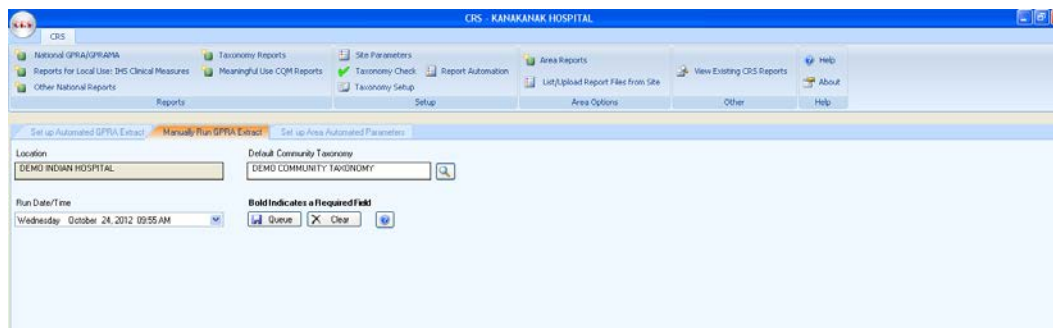 CRS - KANAKANAK HOSPITAL
CRS
National GPRA/GPRAMA
Reports for Local Use: IHS Clinical Measures
Other National Reports
Taxonomy Reports
Meaningful Use CQM Reports
Reports
Site Parameters
Taxonomy Check
Taxonomy Setup
Report Automation
Setup
Area Reports
List/Upload Report Files from Site
Area Options
View Existing CRS Reports
Other
Help
About
Help
Set up Automated GPRA Extract Manually Run GPRA Extract Set up Area Automated Parameters
Location Default Community Taxonomy
DEMO INDIAN HOSPITAL DEMO COMMUNITY TAXONOMY
Run Date/Time Bold Indicates a Required Field
Wednesday October 24, 2012 09:55 AM Queue Clear